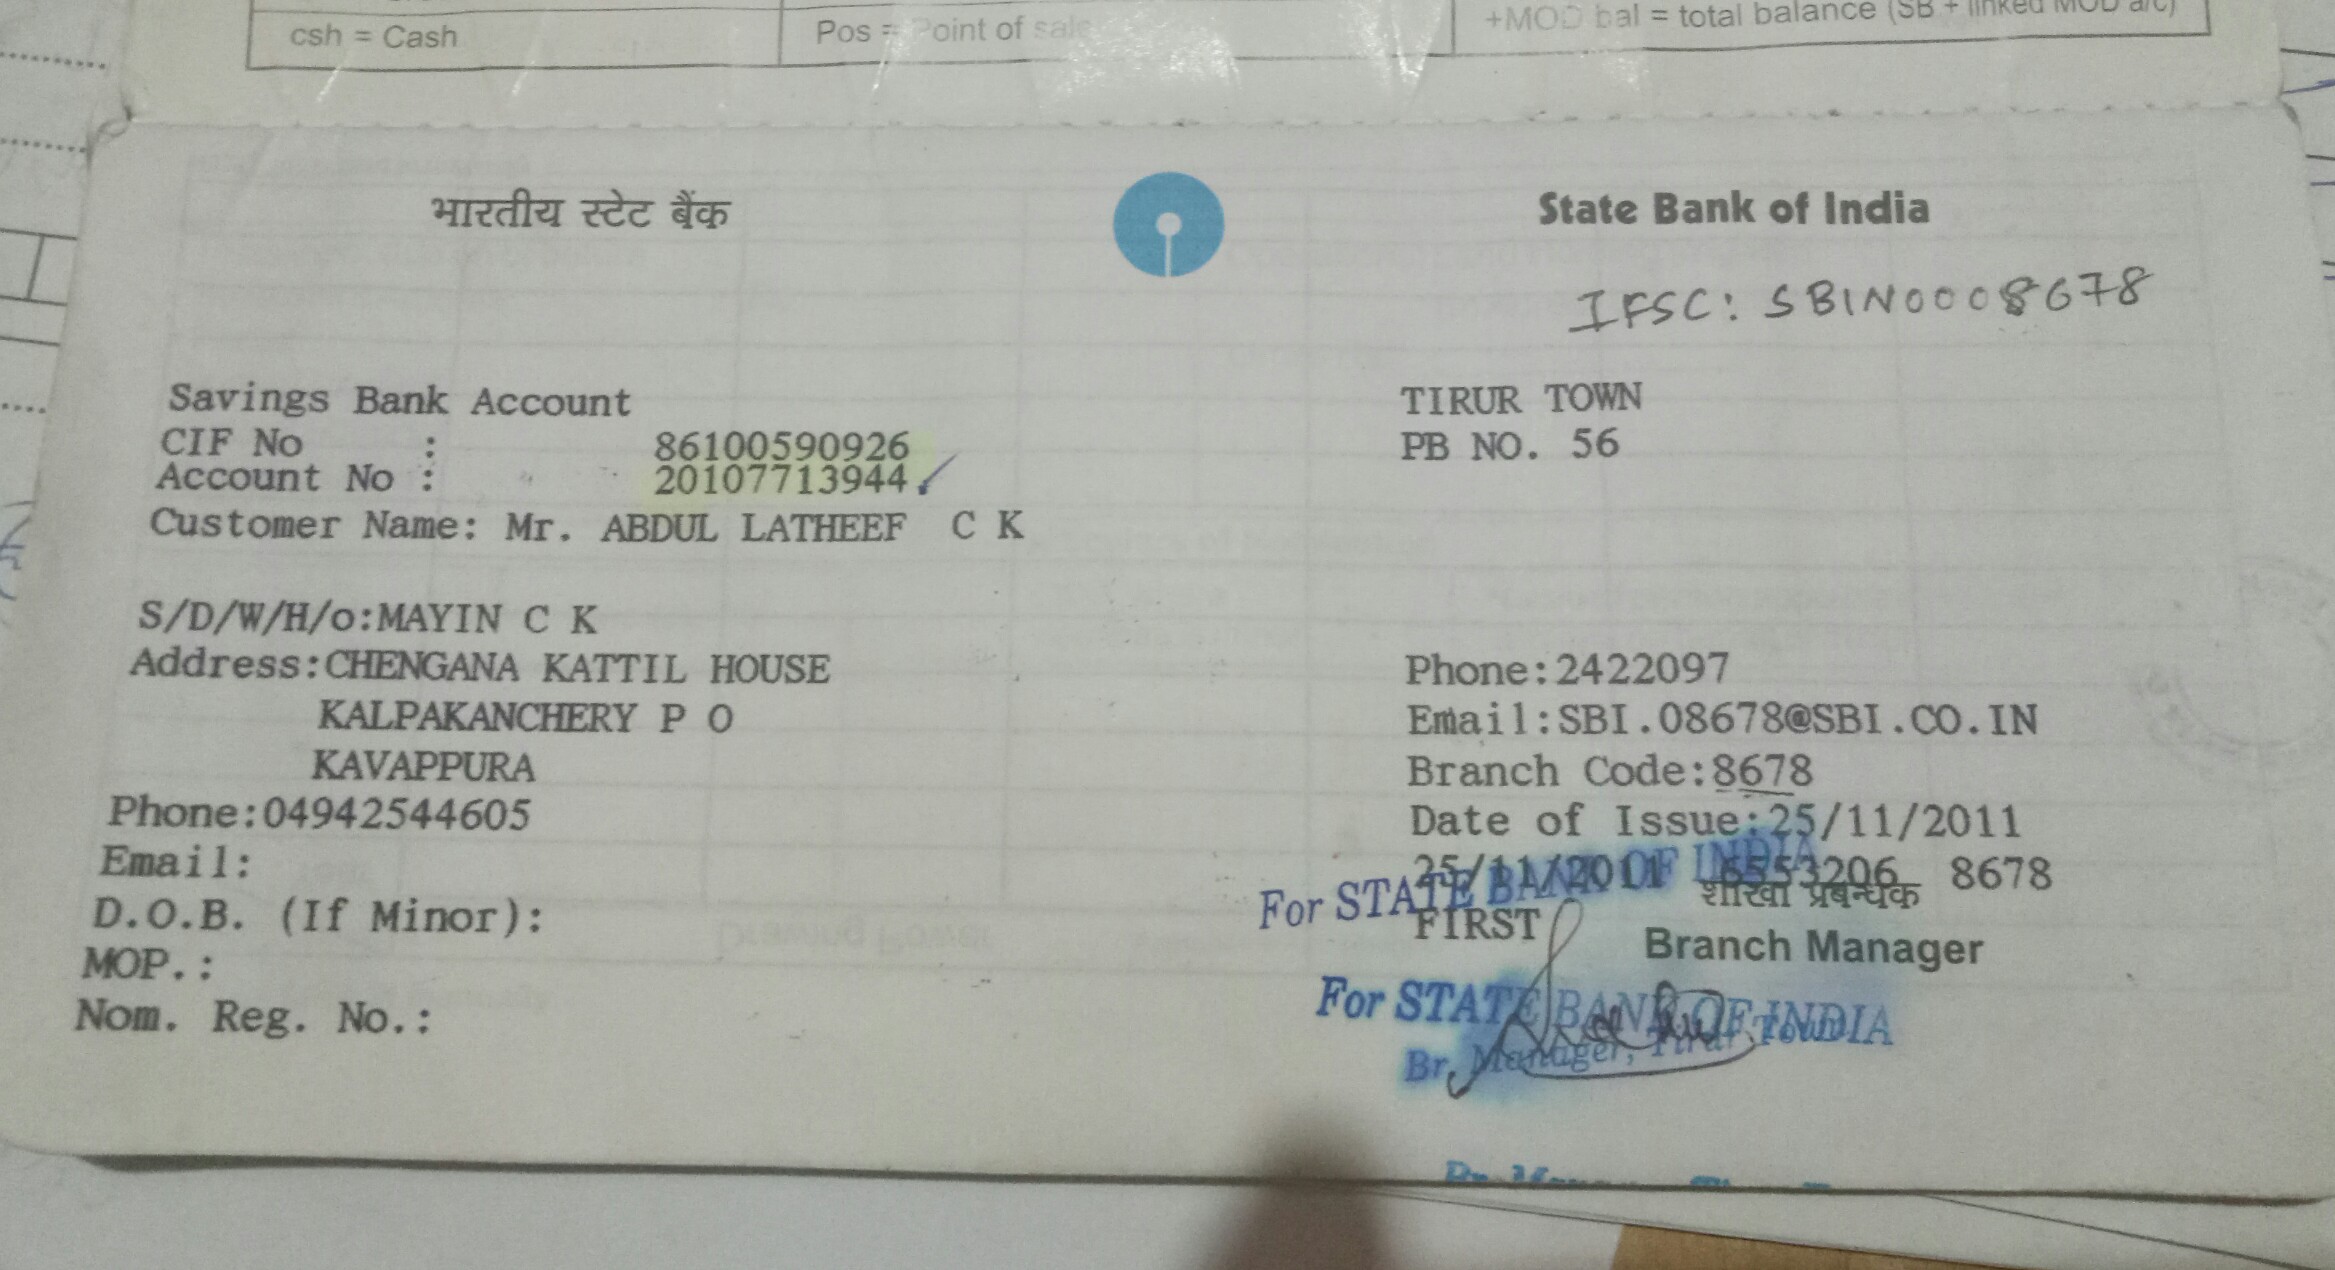 csh = Cash
Pos = Point of sale
+MOD bal = total balance (SB + linked MOD a/c)
भारतीय स्टेट बैंक
State Bank of India
IFSC: SBIN0008678
Savings Bank Account
CIF No : 86100590926
Account No : 20107713944
Customer Name: Mr. ABDUL LATHEEF C K
TIRUR TOWN
PB NO. 56
S/D/W/H/o:MAYIN C K
Address:CHENGANA KATTIL HOUSE
KALPAKANCHERY P O
KAVAPPURA
Phone:04942544605
Email:
D.O.B. (If Minor):
MOP.:
Nom. Reg. No.:
Phone:2422097
Email:SBI.08678@SBI.CO.IN
Branch Code:8678
Date of Issue:25/11/2011
25/11/2011 6553206 8678
For STATE BANK OF INDIA
शाखा प्रबन्धक
FIRST
Branch Manager
For STATE BANK OF INDIA
Br. Manager, Tirur Town